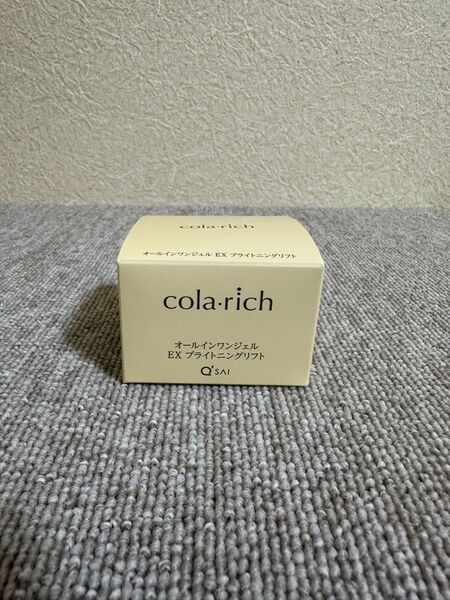 cola·rich
オールインワンジェル EX ブライトニングリフト
cola·rich
オールインワンジェル
EX ブライトニングリフト
Q'SAI